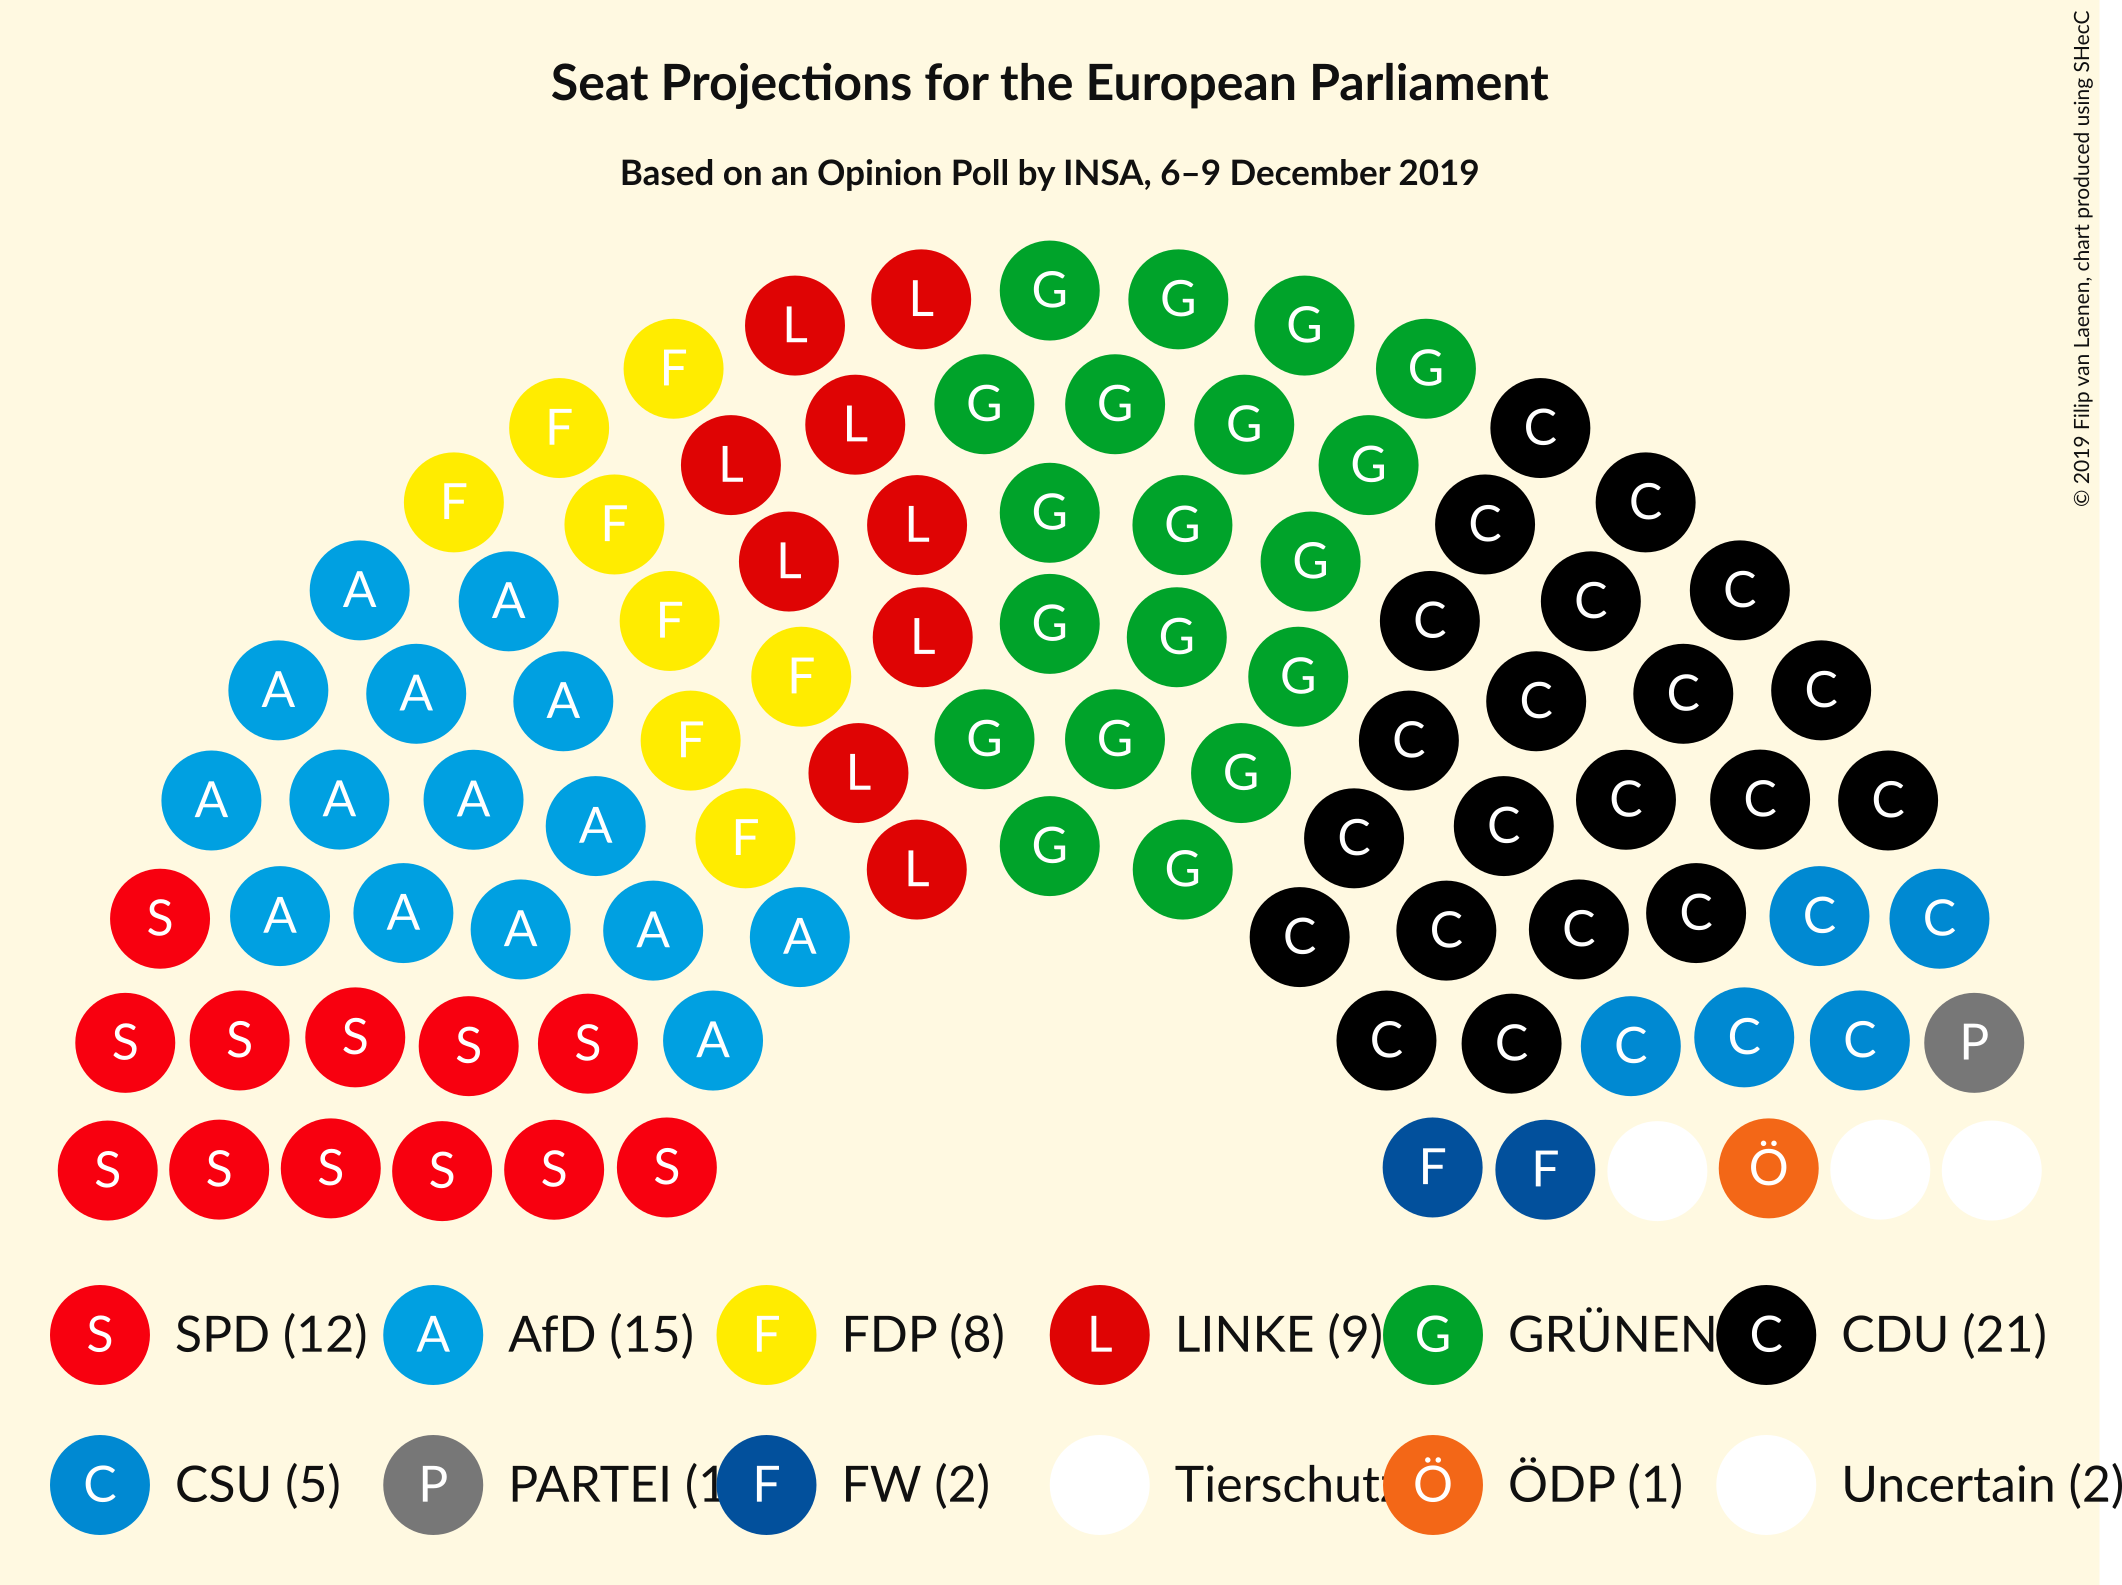 Seat Projections for the European Parliament
Based on an Opinion Poll by INSA, 6–9 December 2019
© 2019 Filip van Laenen, chart produced using SHecC
L L G G G G
F L G G G G C
F L G G C
F F L L G G G C C
A A F L G G C C C
A A A F F G C C C C
A A A A F L G G G C C C C C
S A A A A A L G G C C C C C C
S S S S S A C C C C C P
S S S S S S F F Ö
S SPD (12) A AfD (15) F FDP (8) L LINKE (9) G GRÜNEN C CDU (21)
C CSU (5) P PARTEI (1 F FW (2) Tierschutz Ö ÖDP (1) Uncertain (2)